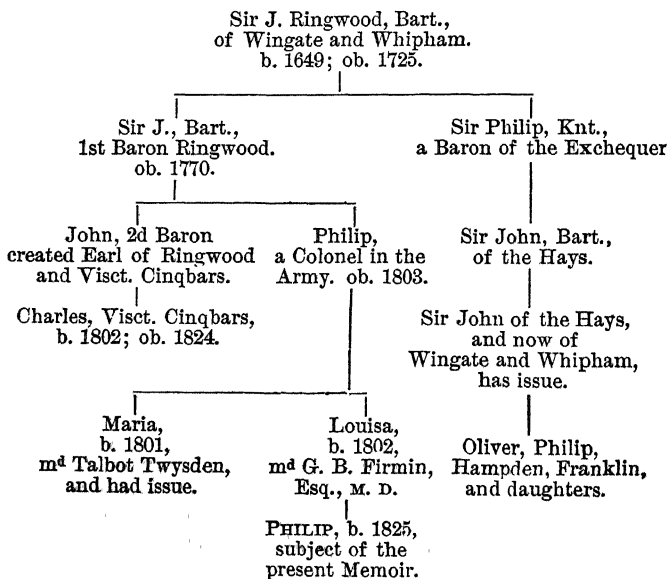 Sir J. Ringwood, Bart.,
of Wingate and Whipham.
b. 1649; ob. 1725.
Sir J., Bart.,
1st Baron Ringwood.
ob. 1770.
Sir Philip, Knt.,
a Baron of the Exchequer
John, 2d Baron
created Earl of Ringwood
and Visct. Cinqbars.
Philip,
a Colonel in the
Army. ob. 1803.
Sir John, Bart.,
of the Hays.
Charles, Visct. Cinqbars,
b. 1802; ob. 1824.
Sir John of the Hays,
and now of
Wingate and Whipham,
has issue.
Maria,
b. 1801,
md Talbot Twysden,
and had issue.
Louisa,
b. 1802,
md G. B. Firmin,
Esq., M. D.
Oliver, Philip,
Hampden, Franklin,
and daughters.
PHILIP, b. 1825,
subject of the
present Memoir.